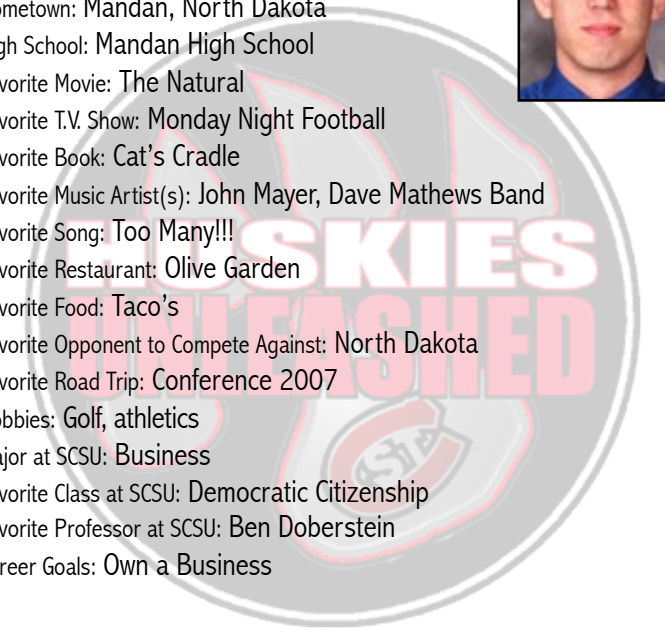 ometown: Mandan, North Dakota
gh School: Mandan High School
vorite Movie: The Natural
vorite T.V. Show: Monday Night Football
vorite Book: Cat's Cradle
vorite Music Artist(s): John Mayer, Dave Mathews Band
vorite Song: Too Many!!!
HUSKIES
vorite Restaurant: Olive Garden
vorite Food: Taco's
UNLEASHED
vorite Opponent to Compete Against: North Dakota
vorite Road Trip: Conference 2007
obbies: Golf, athletics
ajor at SCSU: Business
vorite Class at SCSU: Democratic Citizenship
vorite Professor at SCSU: Ben Doberstein
reer Goals: Own a Business